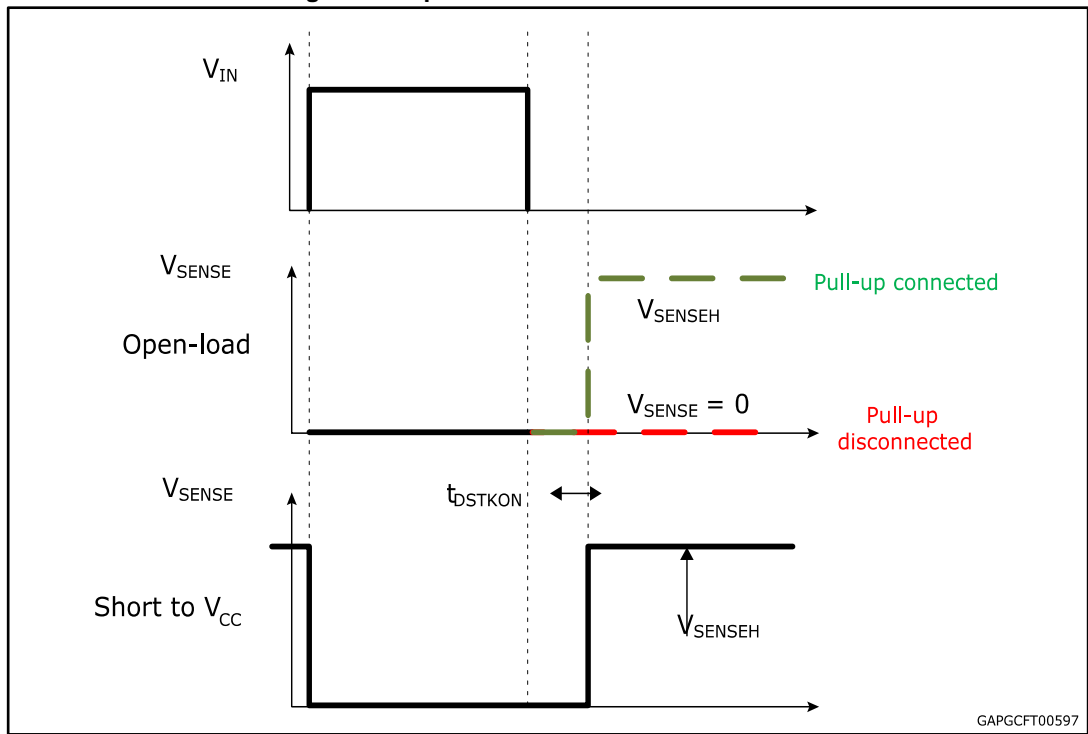 V_IN
V_SENSE
Pull-up connected
V_SENSEH
Open-load
V_SENSE = 0
Pull-up
disconnected
V_SENSE
t_DSTKON
Short to V_CC
V_SENSEH
GAPGCFT00597